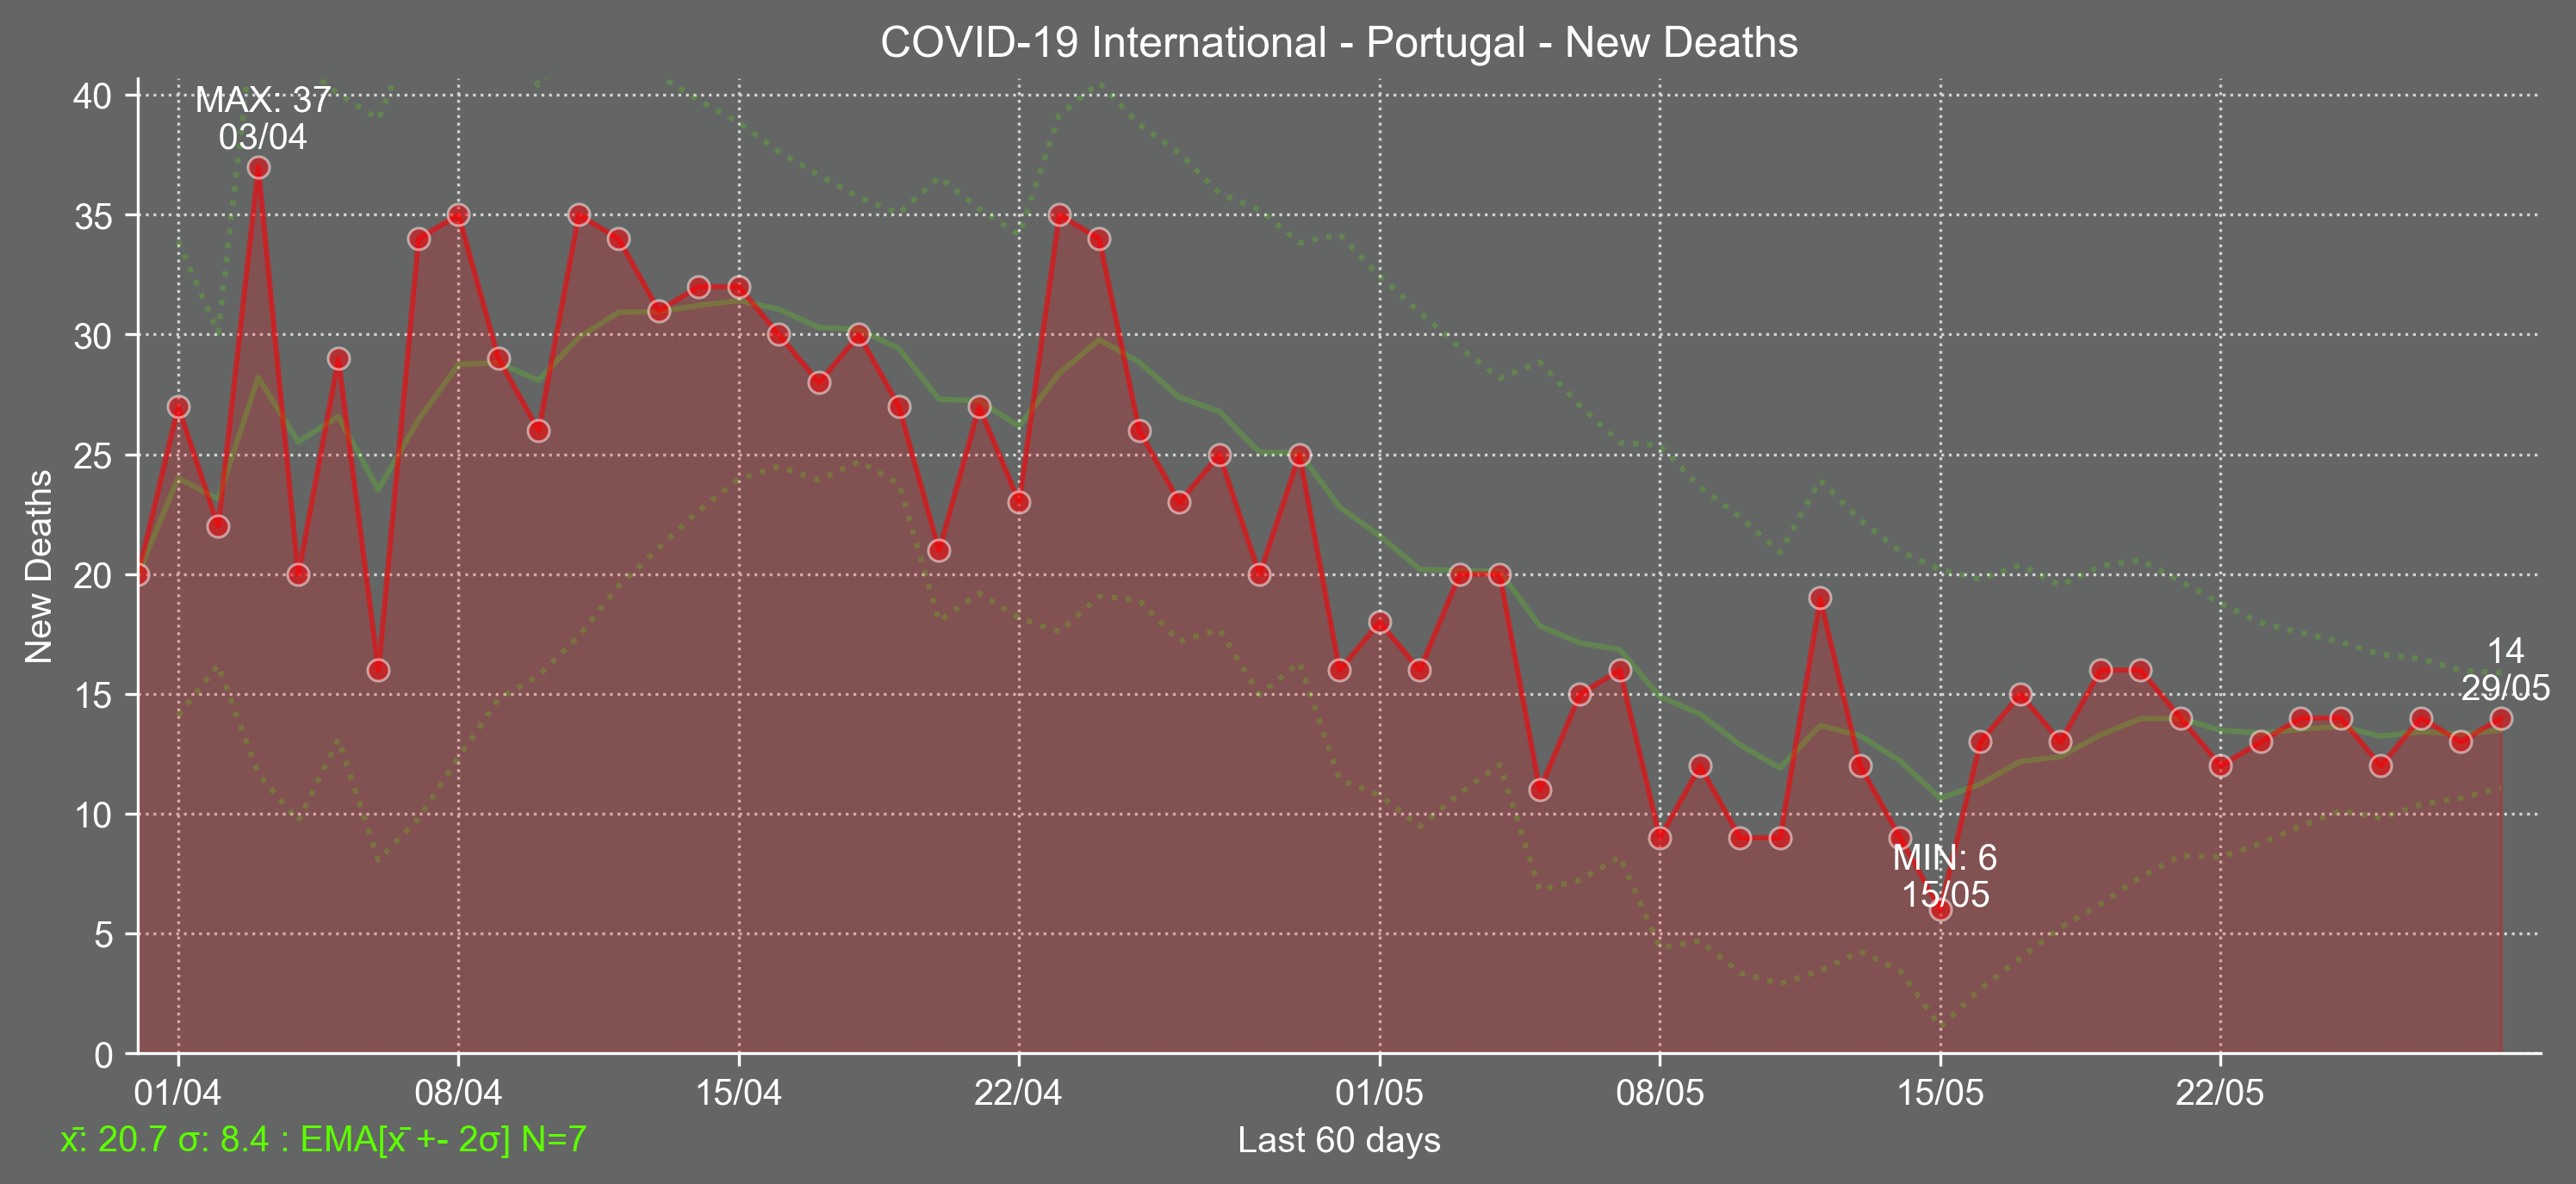 COVID-19 International - Portugal - New Deaths
MAX: 37
03/04
40
35
30
25
20
15
10
5
0
New Deaths
14
29/05
MIN: 6
15/05
01/04 08/04 15/04 22/04 01/05 08/05 15/05 22/05
x̄: 20.7 σ: 8.4 : EMA[x̄ +- 2σ] N=7
Last 60 days